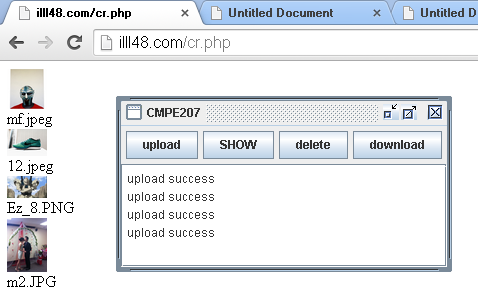 illl48.com/cr.php
Untitled Document
Untitled D
illl48.com/cr.php
mf.jpeg
12.jpeg
Ez_8.PNG
m2.JPG
CMPE207
upload SHOW delete download
upload success
upload success
upload success
upload success